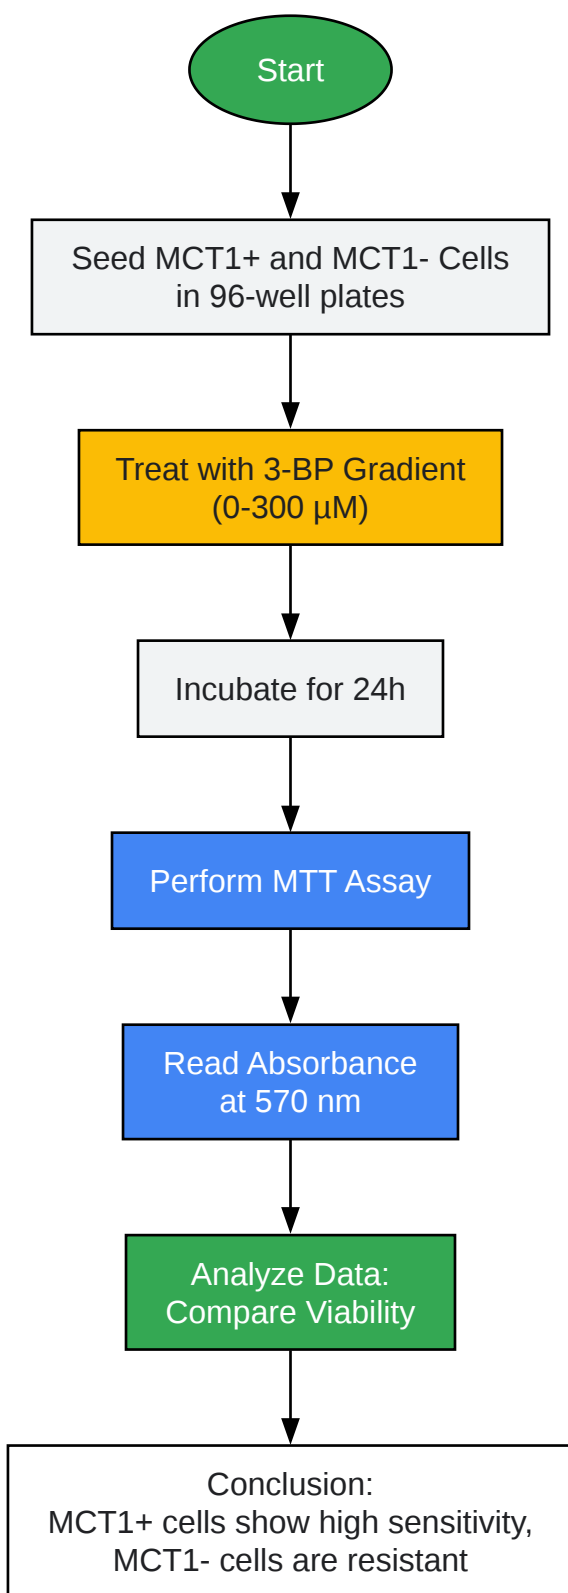 Start
Seed MCT1+ and MCT1- Cells
in 96-well plates
Treat with 3-BP Gradient
(0-300 µM)
Incubate for 24h
Perform MTT Assay
Read Absorbance
at 570 nm
Analyze Data:
Compare Viability
Conclusion:
MCT1+ cells show high sensitivity,
MCT1- cells are resistant